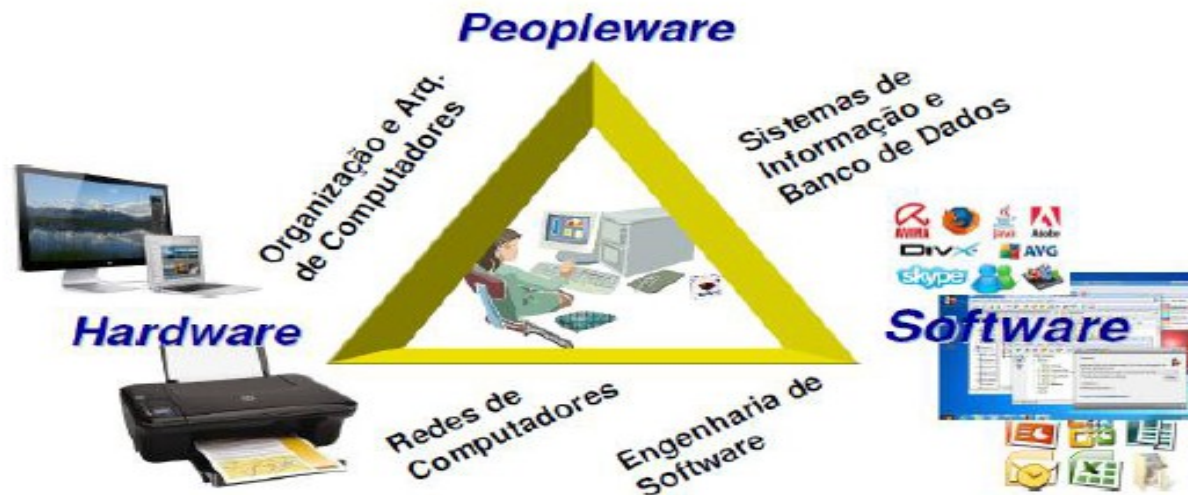 Peopleware
Organização e Arq.
de Computadores
Sistemas de
Informação e
Banco de Dados
AVIRA
Java
Adobe
DivX
AVG
skype
Hardware
Software
Redes de
Computadores
Engenharia de
Software